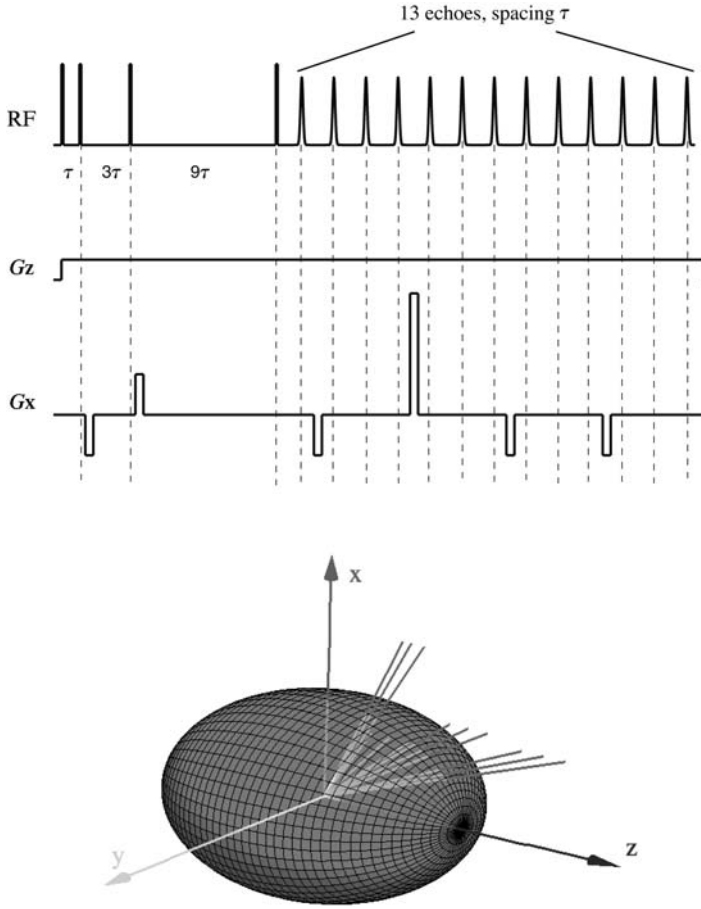 13 echoes, spacing τ
RF
τ 3τ 9τ
Gz
Gx
x
y
z